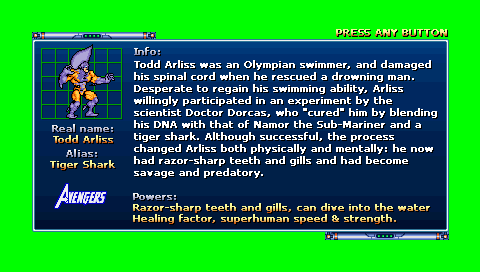 PRESS ANY BUTTON
Info:
Todd Arliss was an Olympian swimmer, and damaged
his spinal cord when he rescued a drowning man.
Desperate to regain his swimming ability, Arliss
willingly participated in an experiment by the
scientist Doctor Dorcas, who "cured" him by blending
his DNA with that of Namor the Sub-Mariner and a
tiger shark. Although successful, the process
changed Arliss both physically and mentally: he now
had razor-sharp teeth and gills and had become
savage and predatory.
Real name:
Todd Arliss
Alias:
Tiger Shark
AVENGERS
Powers:
Razor-sharp teeth and gills, can dive into the water
Healing factor, superhuman speed & strength.